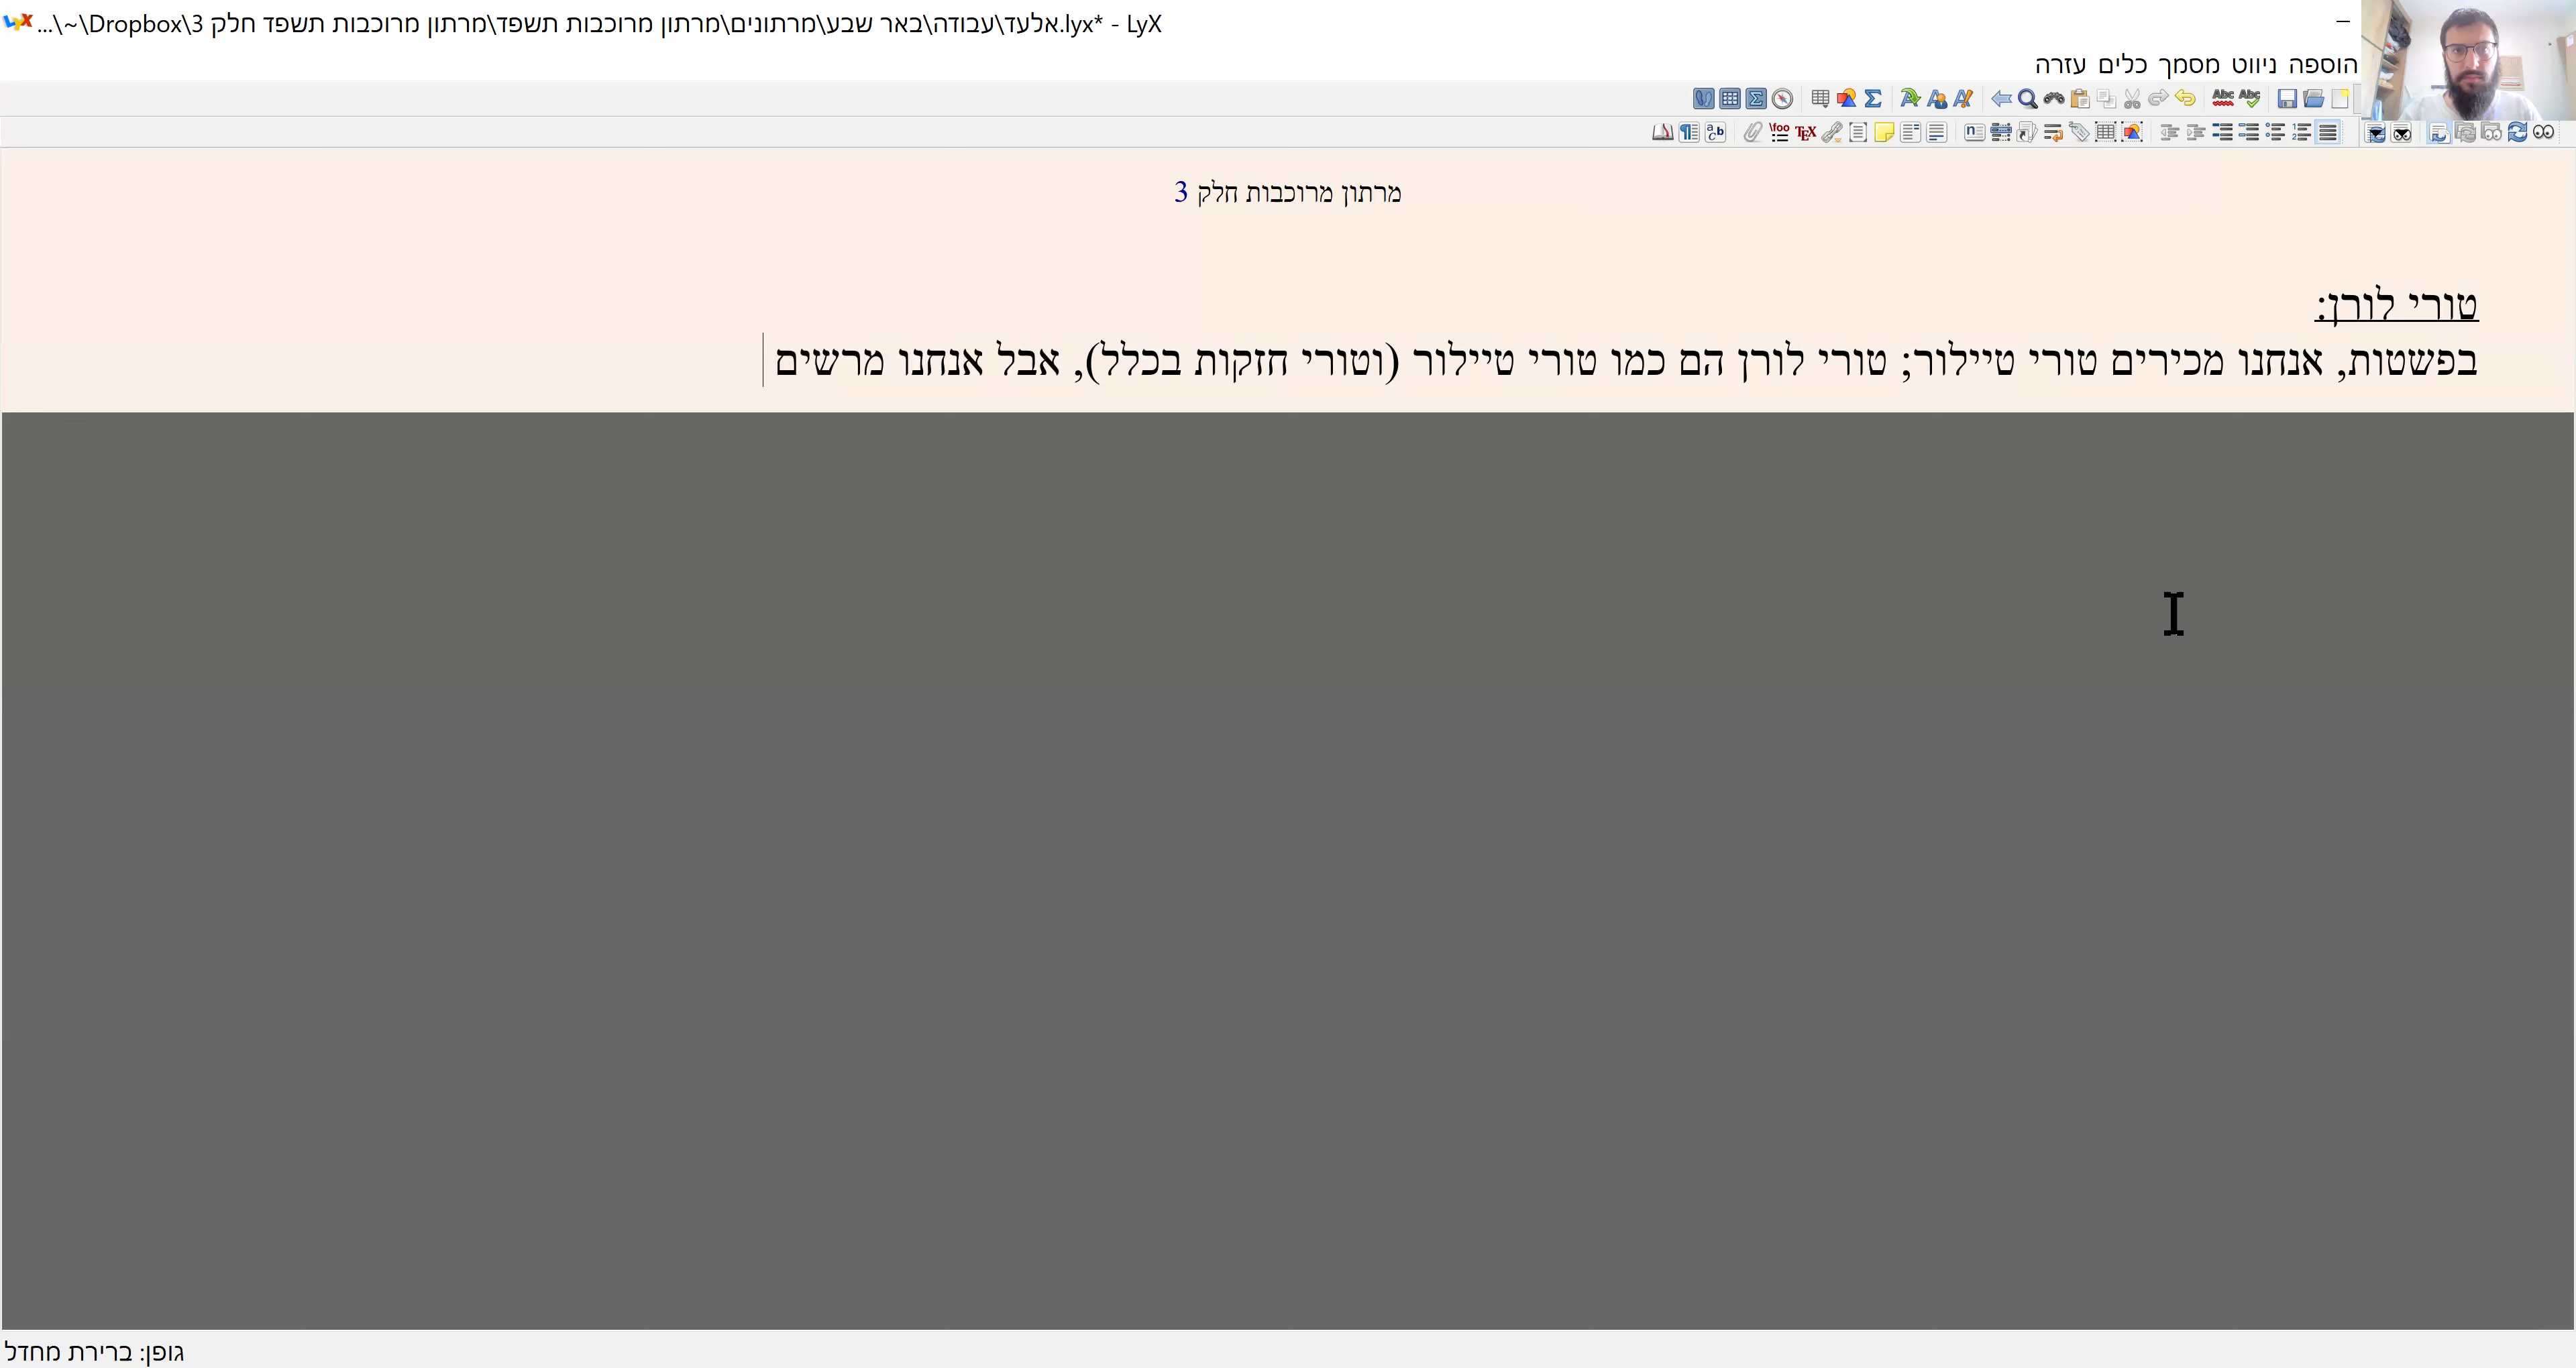 ...\~\Dropbox\אלעד\עבודה\באר שבע\מרתונים\מרתון מרוכבות תשפד\מרתון מרוכבות תשפד חלק 3.lyx* - LyX
הוספה ניווט מסמך כלים עזרה
מרתון מרוכבות חלק 3
טורי לורן:
בפשטות, אנחנו מכירים טורי טיילור; טורי לורן הם כמו טורי טיילור (וטורי חזקות בכלל), אבל אנחנו מרשים
גופן: ברירת מחדל